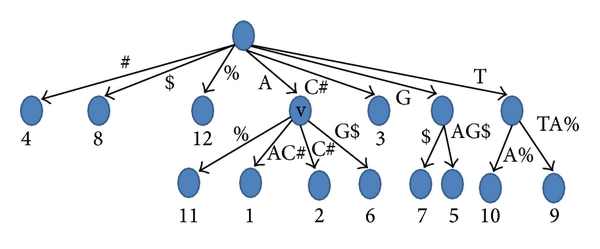 # $ % A C# G T
4 8 12 v 3
% AC# C# G$ $ AG$ A% TA%
11 1 2 6 7 5 10 9